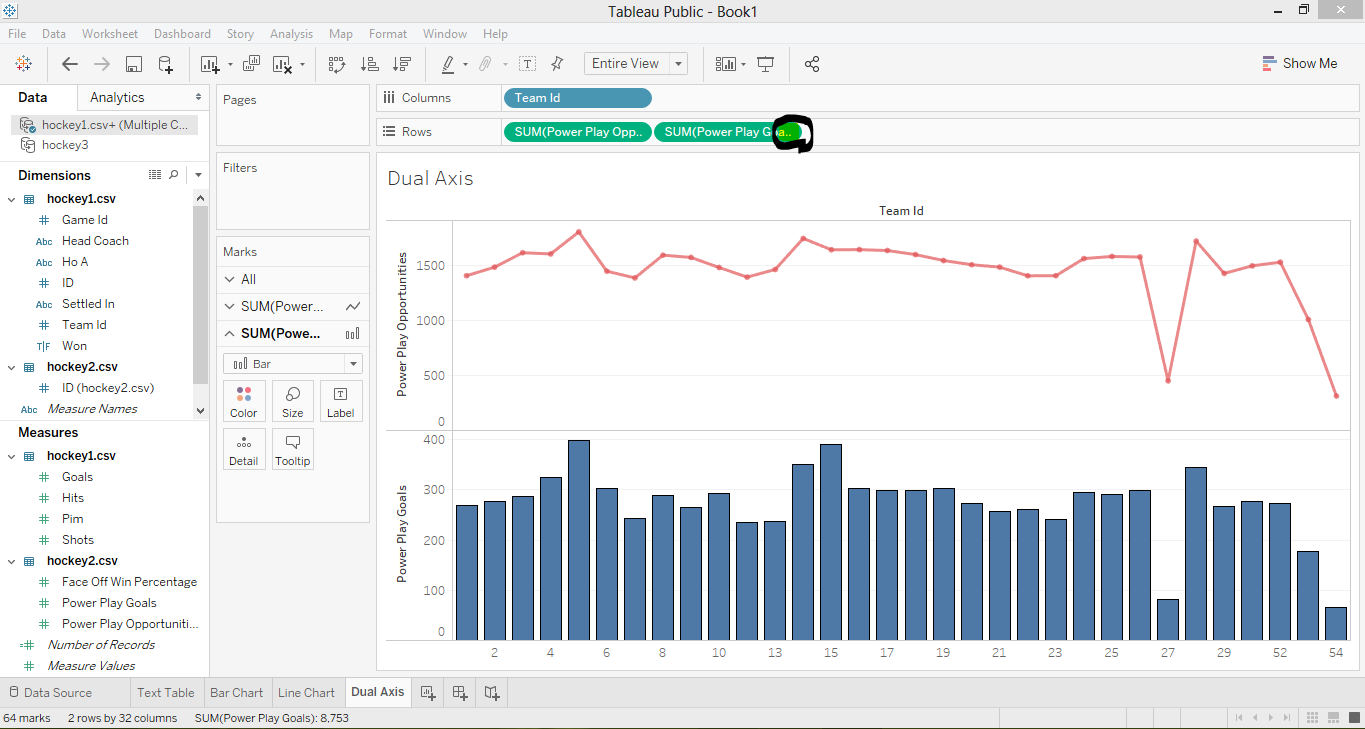 Tableau Public - Book1
File Data Worksheet Dashboard Story Analysis Map Format Window Help
Entire View
Show Me
Data Analytics
Pages
Columns Team Id
hockey1.csv+ (Multiple C...
Rows SUM(Power Play Opp.. SUM(Power Play Goa..
hockey3
Filters
Dimensions
Dual Axis
hockey1.csv
Game Id
Abc Head Coach
Abc Ho A
ID
Abc Settled In
Team Id
T|F Won
hockey2.csv
ID (hockey2.csv)
Abc Measure Names
Measures
hockey1.csv
Goals
Hits
Pim
Shots
hockey2.csv
Face Off Win Percentage
Power Play Goals
Power Play Opportuniti...
Number of Records
Measure Values
Marks
All
SUM(Power...
SUM(Powe...
Bar
Color Size Label
Detail Tooltip
Team Id
Power Play Opportunities
1500
1000
500
0
Power Play Goals
400
300
200
100
0
2 4 6 8 10 13 15 17 19 21 23 25 27 29 52 54
Data Source Text Table Bar Chart Line Chart Dual Axis
64 marks 2 rows by 32 columns SUM(Power Play Goals): 8,753